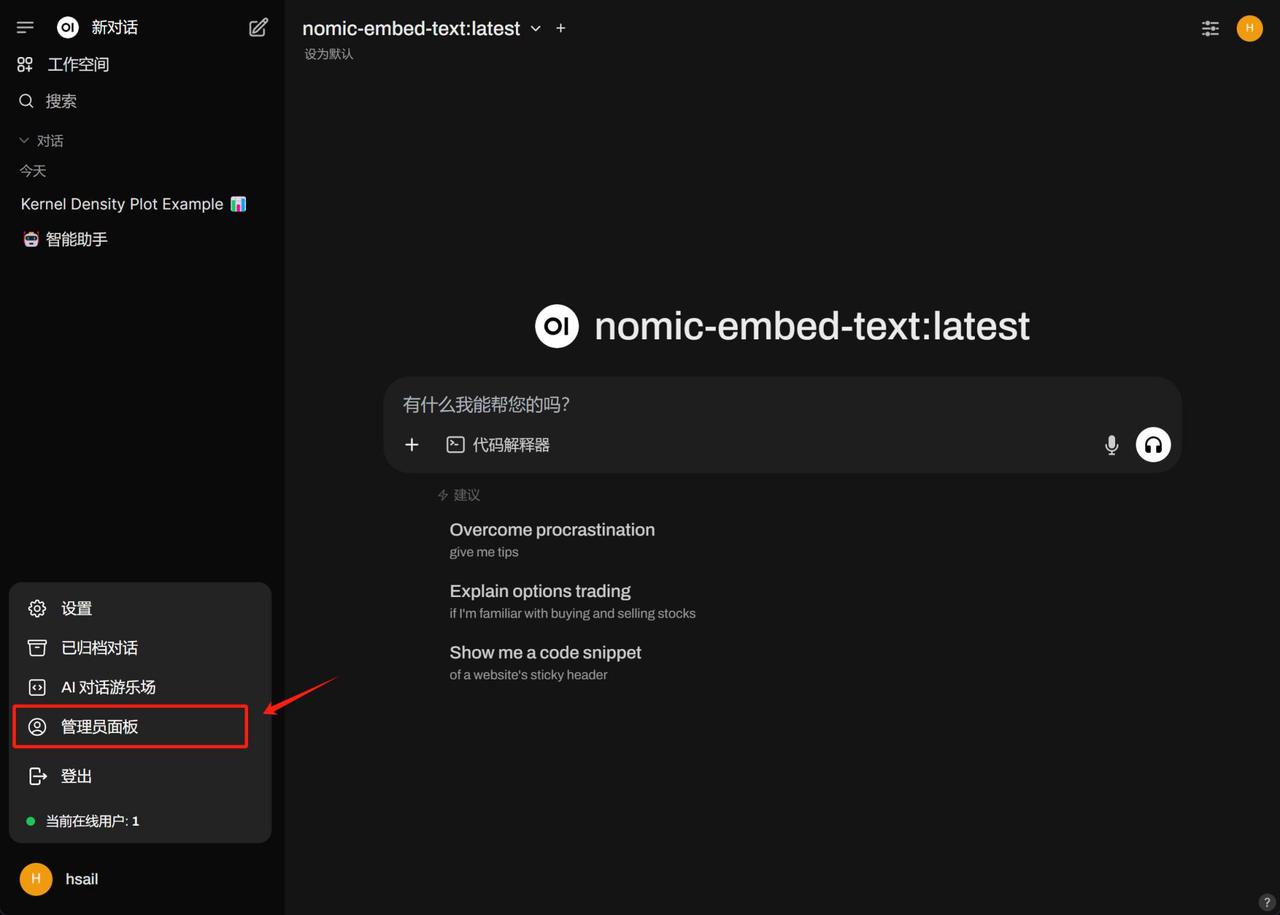 OI 新对话
工作空间
搜索
对话
今天
Kernel Density Plot Example 📊
🤖 智能助手
设置
已归档对话
AI 对话游乐场
管理员面板
登出
当前在线用户: 1
H hsail
nomic-embed-text:latest
设为默认
H
OI nomic-embed-text:latest
有什么我能帮您的吗?
代码解释器
建议
Overcome procrastination
give me tips
Explain options trading
if I'm familiar with buying and selling stocks
Show me a code snippet
of a website's sticky header
?